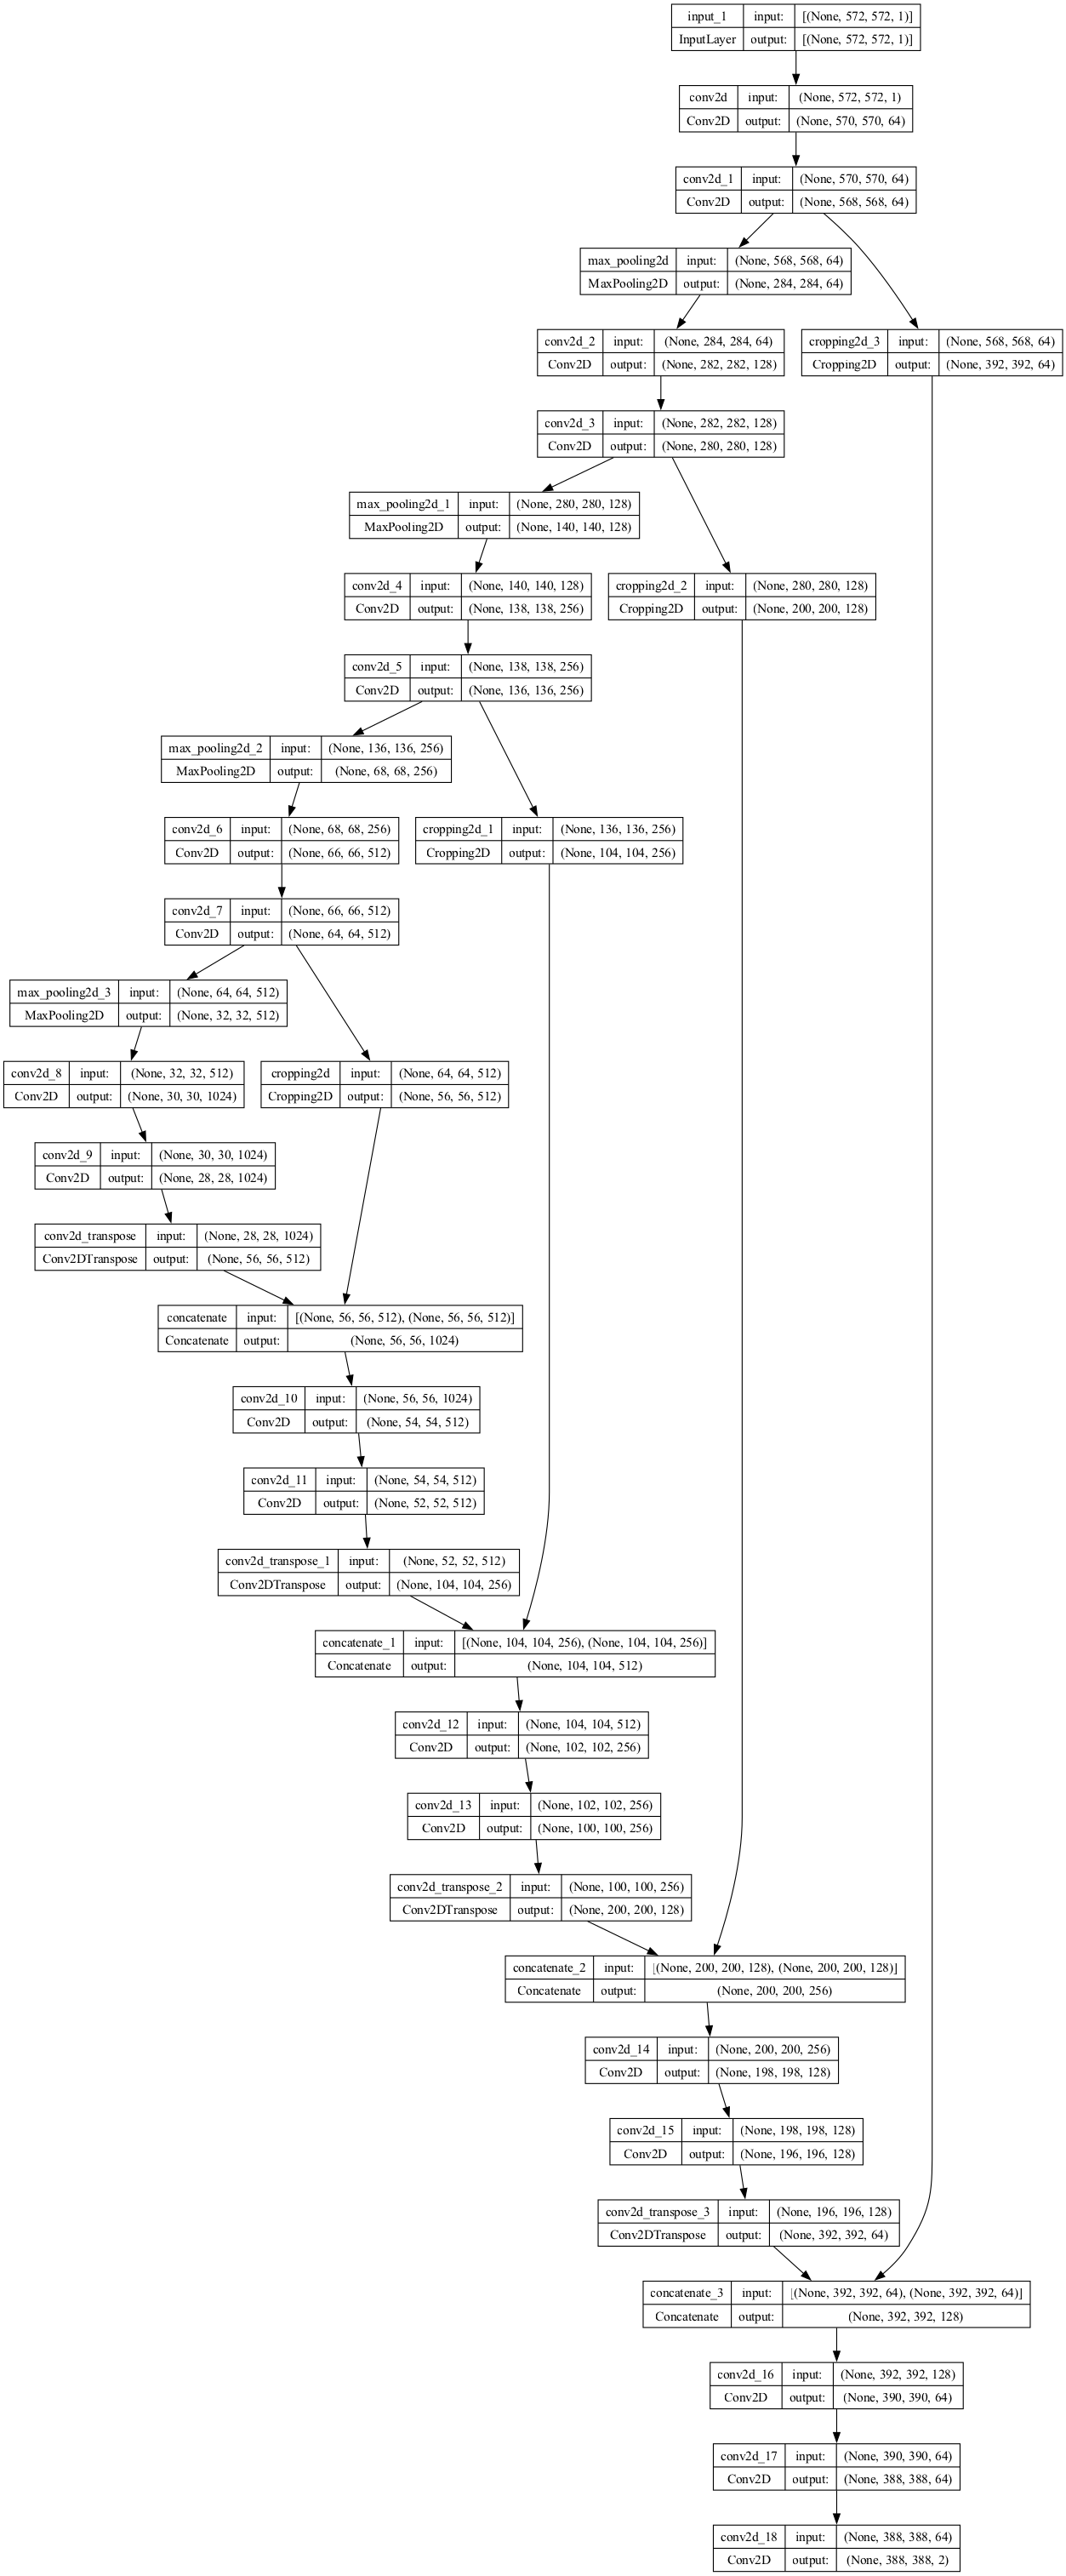 input_1 input: [(None, 572, 572, 1)]
InputLayer output: [(None, 572, 572, 1)]
conv2d input: (None, 572, 572, 1)
Conv2D output: (None, 570, 570, 64)
conv2d_1 input: (None, 570, 570, 64)
Conv2D output: (None, 568, 568, 64)
max_pooling2d input: (None, 568, 568, 64)
MaxPooling2D output: (None, 284, 284, 64)
conv2d_2 input: (None, 284, 284, 64)
Conv2D output: (None, 282, 282, 128)
cropping2d_3 input: (None, 568, 568, 64)
Cropping2D output: (None, 392, 392, 64)
conv2d_3 input: (None, 282, 282, 128)
Conv2D output: (None, 280, 280, 128)
max_pooling2d_1 input: (None, 280, 280, 128)
MaxPooling2D output: (None, 140, 140, 128)
conv2d_4 input: (None, 140, 140, 128)
Conv2D output: (None, 138, 138, 256)
cropping2d_2 input: (None, 280, 280, 128)
Cropping2D output: (None, 200, 200, 128)
conv2d_5 input: (None, 138, 138, 256)
Conv2D output: (None, 136, 136, 256)
max_pooling2d_2 input: (None, 136, 136, 256)
MaxPooling2D output: (None, 68, 68, 256)
conv2d_6 input: (None, 68, 68, 256)
Conv2D output: (None, 66, 66, 512)
cropping2d_1 input: (None, 136, 136, 256)
Cropping2D output: (None, 104, 104, 256)
conv2d_7 input: (None, 66, 66, 512)
Conv2D output: (None, 64, 64, 512)
max_pooling2d_3 input: (None, 64, 64, 512)
MaxPooling2D output: (None, 32, 32, 512)
conv2d_8 input: (None, 32, 32, 512)
Conv2D output: (None, 30, 30, 1024)
cropping2d input: (None, 64, 64, 512)
Cropping2D output: (None, 56, 56, 512)
conv2d_9 input: (None, 30, 30, 1024)
Conv2D output: (None, 28, 28, 1024)
conv2d_transpose input: (None, 28, 28, 1024)
Conv2DTranspose output: (None, 56, 56, 512)
concatenate input: [(None, 56, 56, 512), (None, 56, 56, 512)]
Concatenate output: (None, 56, 56, 1024)
conv2d_10 input: (None, 56, 56, 1024)
Conv2D output: (None, 54, 54, 512)
conv2d_11 input: (None, 54, 54, 512)
Conv2D output: (None, 52, 52, 512)
conv2d_transpose_1 input: (None, 52, 52, 512)
Conv2DTranspose output: (None, 104, 104, 256)
concatenate_1 input: [(None, 104, 104, 256), (None, 104, 104, 256)]
Concatenate output: (None, 104, 104, 512)
conv2d_12 input: (None, 104, 104, 512)
Conv2D output: (None, 102, 102, 256)
conv2d_13 input: (None, 102, 102, 256)
Conv2D output: (None, 100, 100, 256)
conv2d_transpose_2 input: (None, 100, 100, 256)
Conv2DTranspose output: (None, 200, 200, 128)
concatenate_2 input: [(None, 200, 200, 128), (None, 200, 200, 128)]
Concatenate output: (None, 200, 200, 256)
conv2d_14 input: (None, 200, 200, 256)
Conv2D output: (None, 198, 198, 128)
conv2d_15 input: (None, 198, 198, 128)
Conv2D output: (None, 196, 196, 128)
conv2d_transpose_3 input: (None, 196, 196, 128)
Conv2DTranspose output: (None, 392, 392, 64)
concatenate_3 input: [(None, 392, 392, 64), (None, 392, 392, 64)]
Concatenate output: (None, 392, 392, 128)
conv2d_16 input: (None, 392, 392, 128)
Conv2D output: (None, 390, 390, 64)
conv2d_17 input: (None, 390, 390, 64)
Conv2D output: (None, 388, 388, 64)
conv2d_18 input: (None, 388, 388, 64)
Conv2D output: (None, 388, 388, 2)